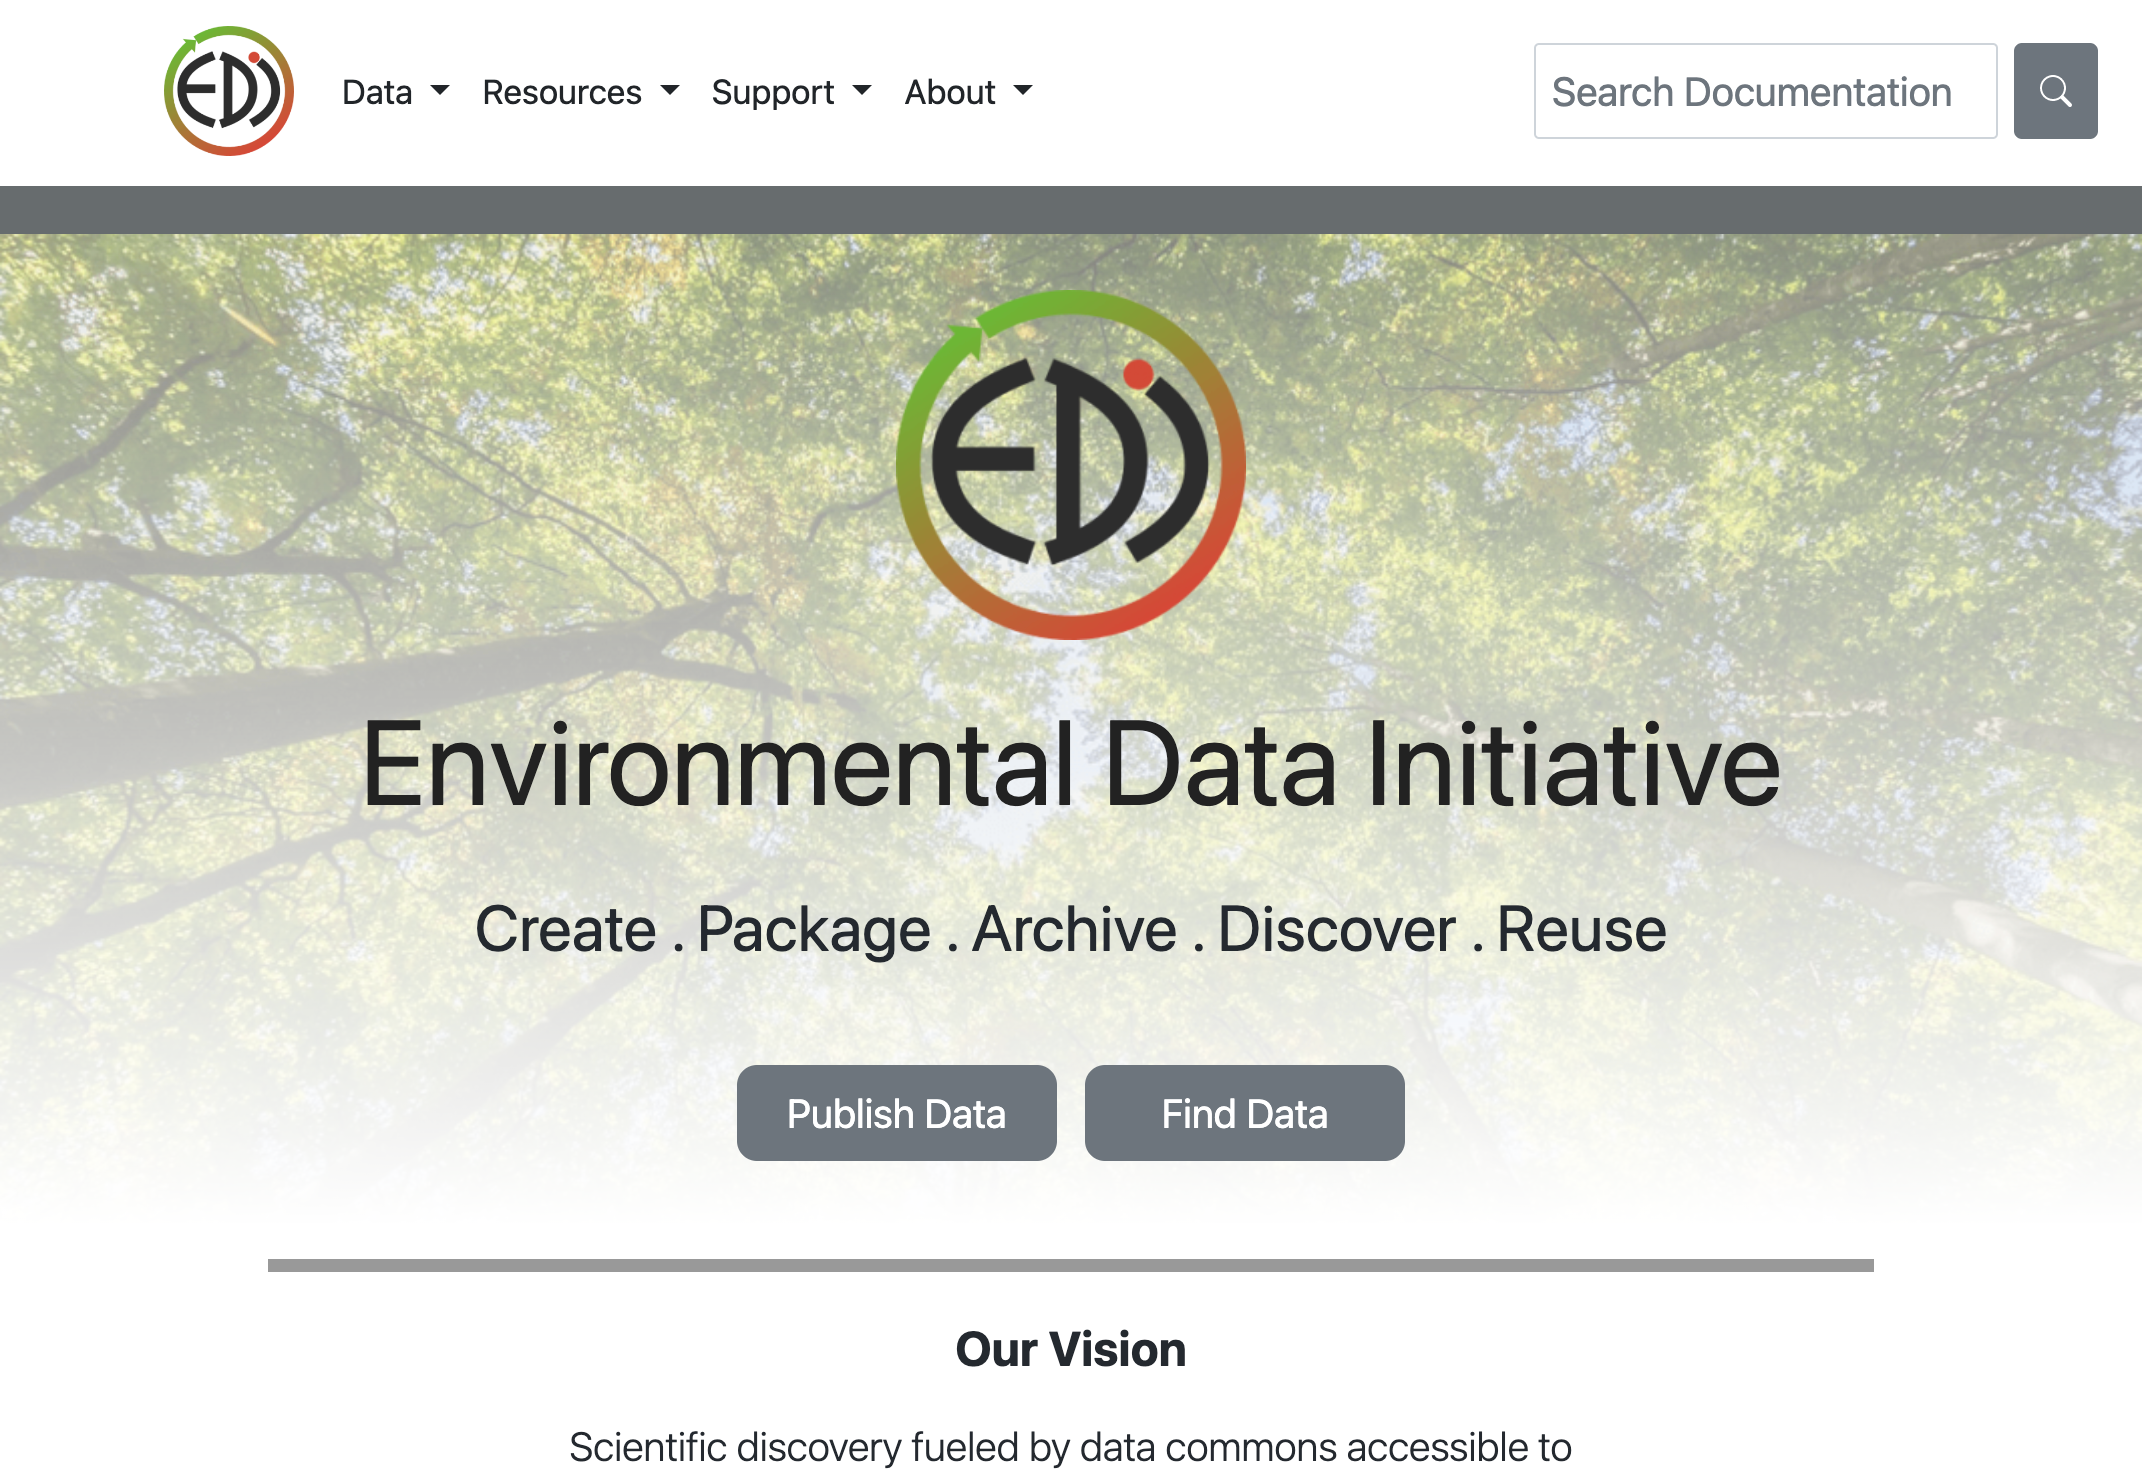 EDI
Data Resources Support About
Search Documentation
EDI
Environmental Data Initiative
Create . Package . Archive . Discover . Reuse
Publish Data Find Data
Our Vision
Scientific discovery fueled by data commons accessible to